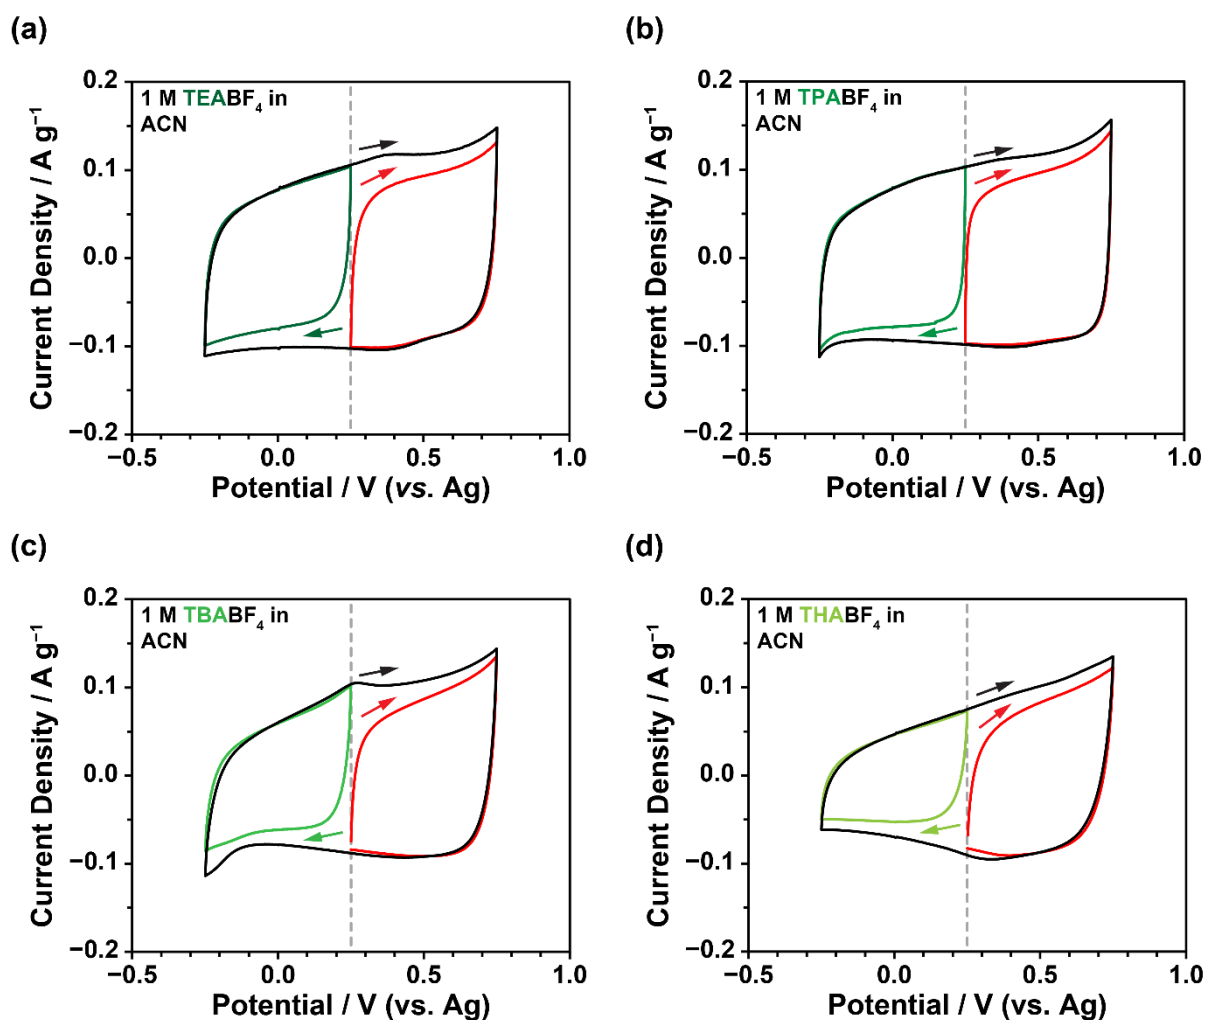 (a)
1 M TEABF₄ in
ACN
0.2
0.1
0.0
−0.1
−0.2
Current Density / A g⁻¹
−0.5
0.0
0.5
1.0
Potential / V (vs. Ag)
(b)
1 M TPABF₄ in
ACN
0.2
0.1
0.0
−0.1
−0.2
Current Density / A g⁻¹
−0.5
0.0
0.5
1.0
Potential / V (vs. Ag)
(c)
1 M TBABF₄ in
ACN
0.2
0.1
0.0
−0.1
−0.2
Current Density / A g⁻¹
−0.5
0.0
0.5
1.0
Potential / V (vs. Ag)
(d)
1 M THABF₄ in
ACN
0.2
0.1
0.0
−0.1
−0.2
Current Density / A g⁻¹
−0.5
0.0
0.5
1.0
Potential / V (vs. Ag)